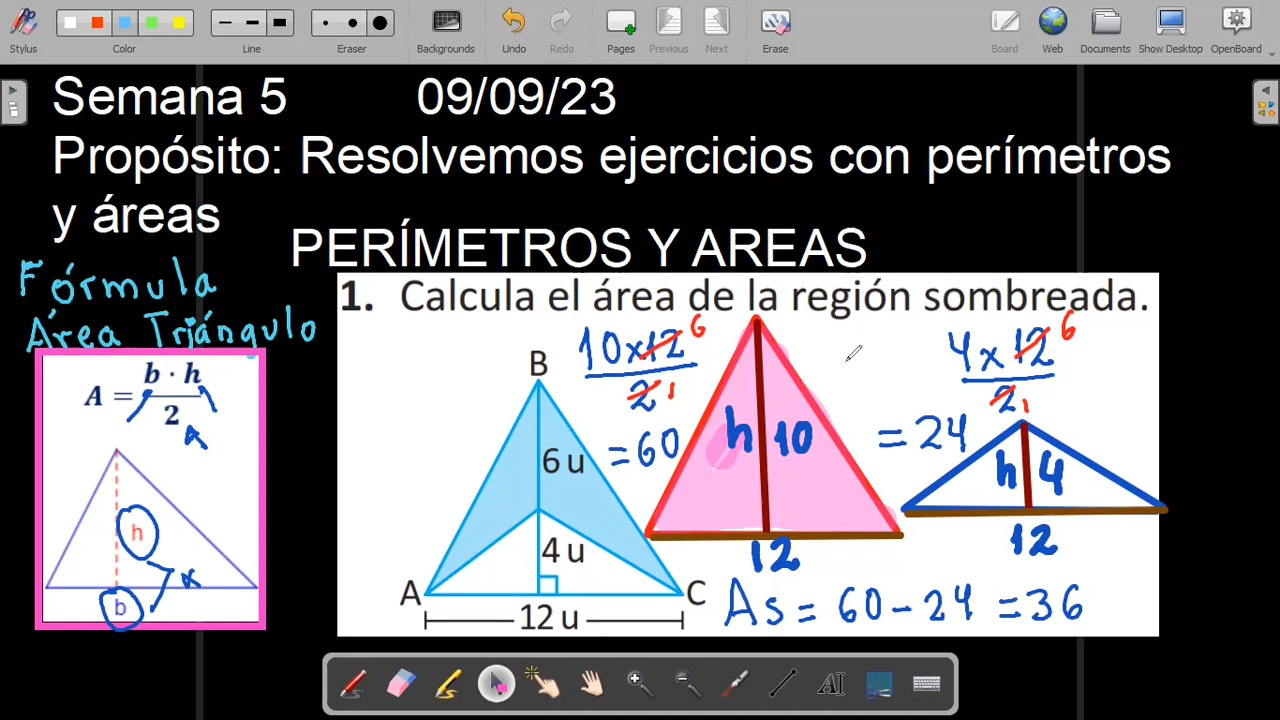 Stylus Color Line Eraser Backgrounds Undo Redo Pages Previous Next Erase Board Web Documents Show Desktop OpenBoard
Semana 5 09/09/23
Propósito: Resolvemos ejercicios con perímetros
y áreas
PERÍMETROS Y AREAS
Fórmula
Área Triángulo
A = b · h
2
h
b
x
1. Calcula el área de la región sombreada.
10x12 6
2 1
=60
B
6 u
4 u
A
C
12 u
h 10
12
4x12 6
2 1
=24
h 4
12
As = 60-24 =36
AI